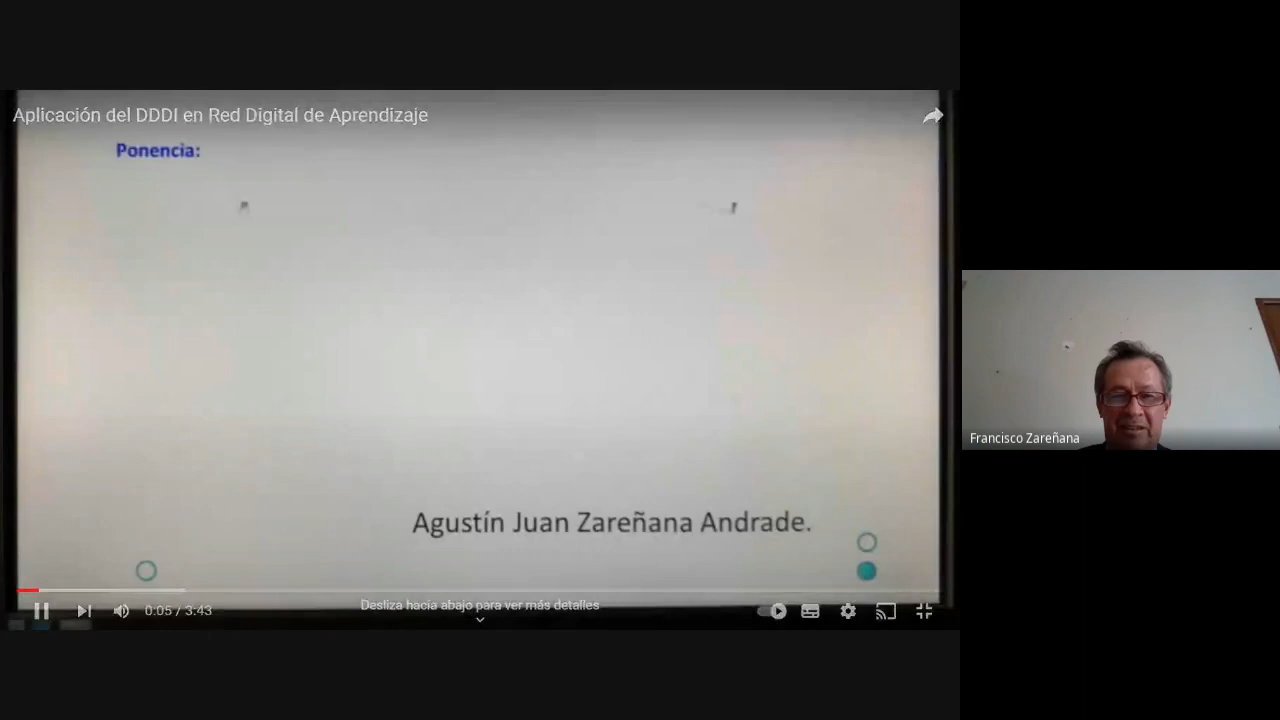 Aplicación del DDDI en Red Digital de Aprendizaje
Ponencia:
Agustín Juan Zareñana Andrade.
0:05 / 3:43
Desliza hacia abajo para ver más detalles
Francisco Zareñana